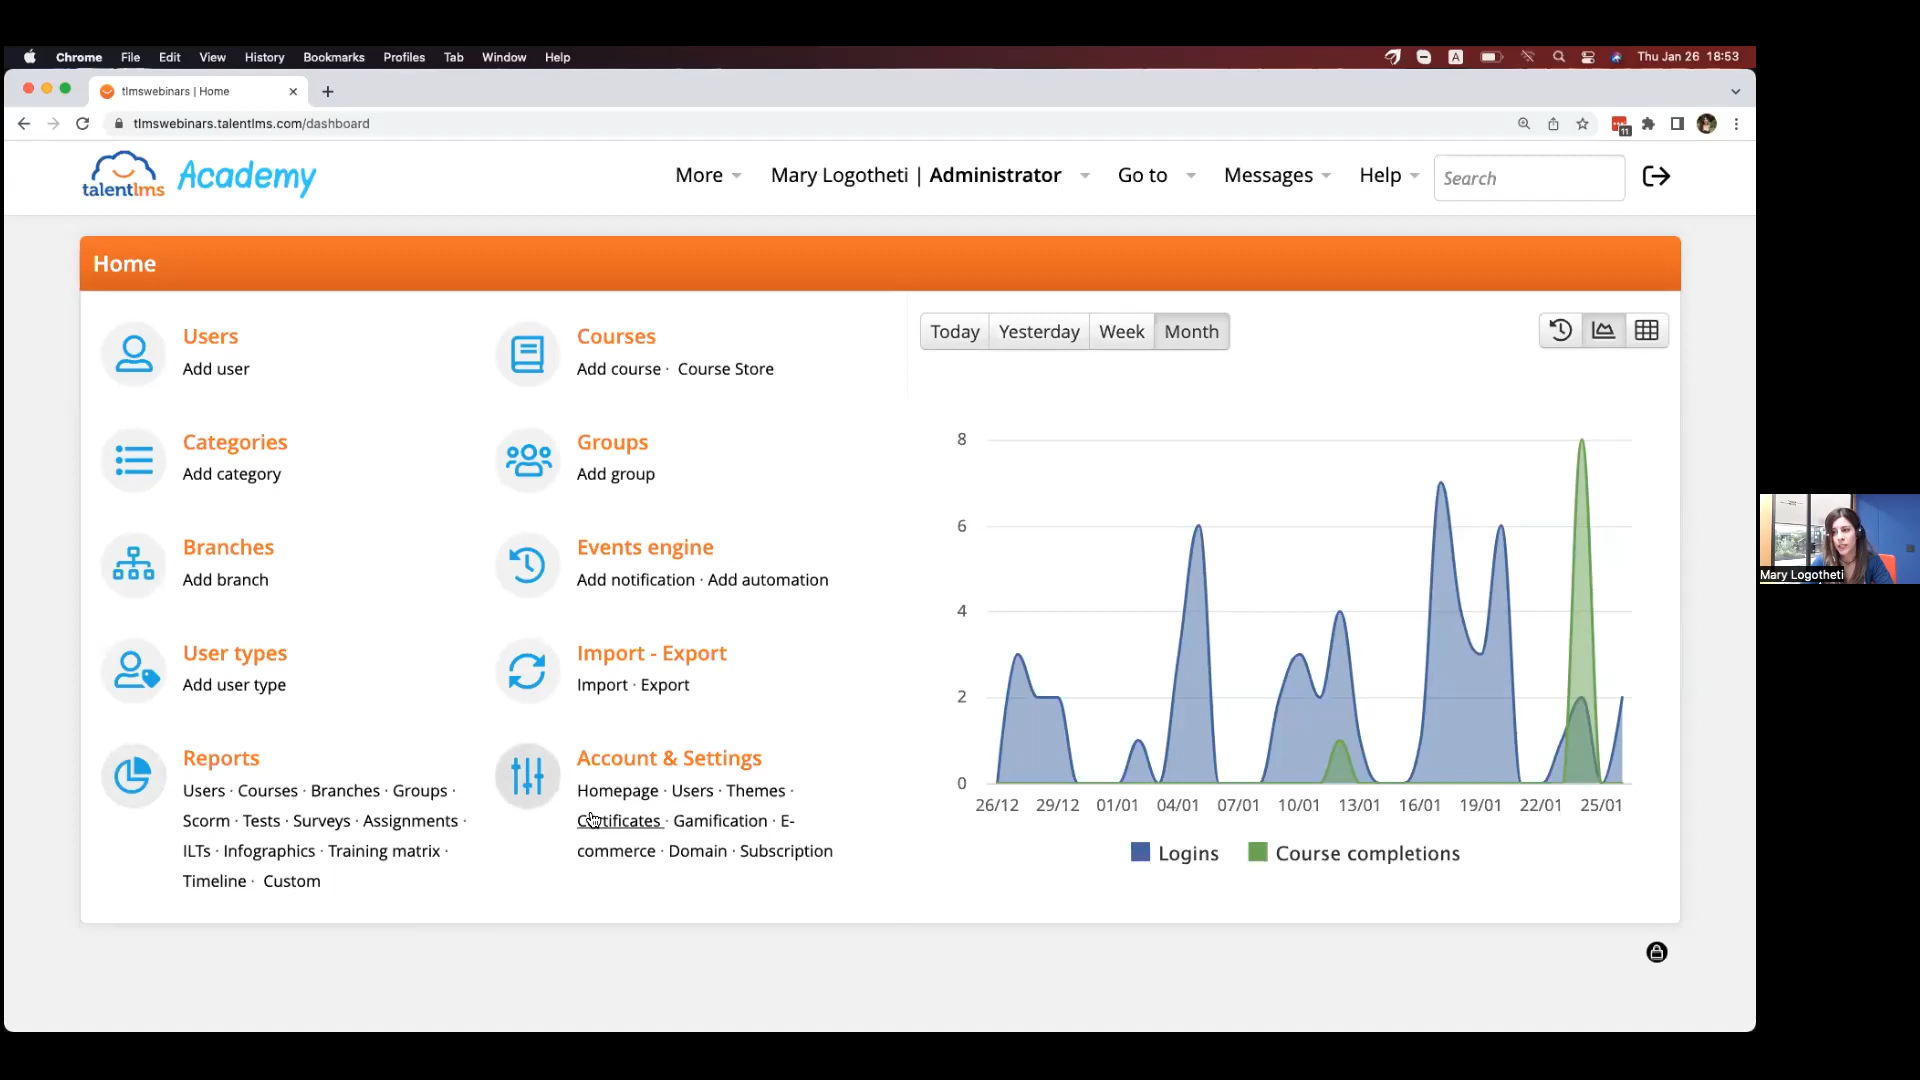 Chrome File Edit View History Bookmarks Profiles Tab Window Help
A
Thu Jan 26 18:53
tlmswebinars | Home
tlmswebinars.talentlms.com/dashboard
11
talentlms Academy
More
Mary Logotheti | Administrator
Go to
Messages
Help
Search
Home
Users
Add user
Courses
Add course · Course Store
Categories
Add category
Groups
Add group
Branches
Add branch
Events engine
Add notification · Add automation
User types
Add user type
Import - Export
Import · Export
Reports
Users · Courses · Branches · Groups ·
Scorm · Tests · Surveys · Assignments ·
ILTs · Infographics · Training matrix ·
Timeline · Custom
Account & Settings
Homepage · Users · Themes ·
Certificates · Gamification · E-
commerce · Domain · Subscription
Today Yesterday Week Month
8
6
4
2
0
26/12 29/12 01/01 04/01 07/01 10/01 13/01 16/01 19/01 22/01 25/01
Logins Course completions
Mary Logotheti